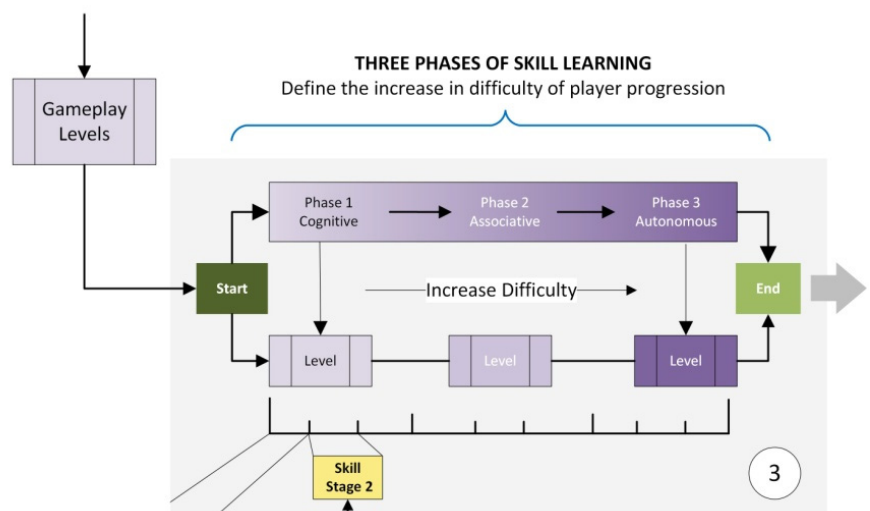 THREE PHASES OF SKILL LEARNING
Define the increase in difficulty of player progression
Gameplay
Levels
Phase 1
Cognitive
Phase 2
Associative
Phase 3
Autonomous
Start
Increase Difficulty
End
Level
Level
Level
Skill
Stage 2
3